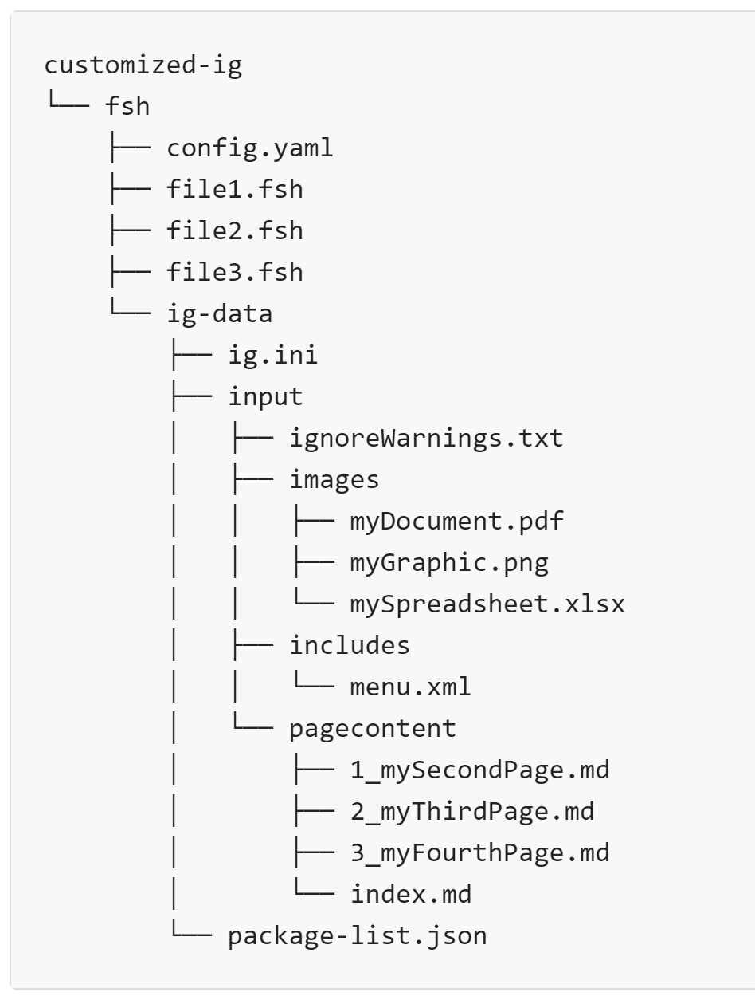 customized-ig
└── fsh
    ├── config.yaml
    ├── file1.fsh
    ├── file2.fsh
    ├── file3.fsh
    └── ig-data
        ├── ig.ini
        ├── input
        │   ├── ignoreWarnings.txt
        │   ├── images
        │   │   ├── myDocument.pdf
        │   │   ├── myGraphic.png
        │   │   └── mySpreadsheet.xlsx
        │   ├── includes
        │   │   └── menu.xml
        │   └── pagecontent
        │       ├── 1_mySecondPage.md
        │       ├── 2_myThirdPage.md
        │       ├── 3_myFourthPage.md
        │       └── index.md
        └── package-list.json